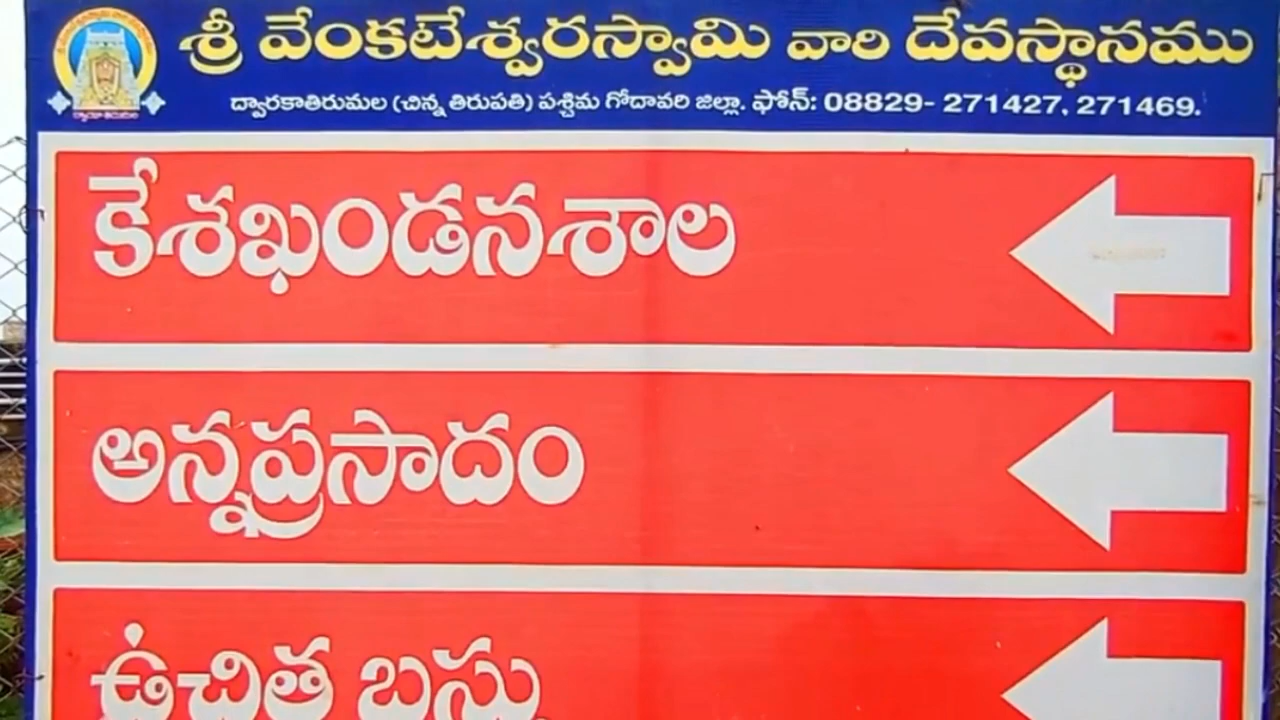 శ్రీ వేంకటేశ్వరస్వామి వారి దేవస్థానము
ద్వారకాతిరుమల (చిన్న తిరుపతి) పశ్చిమ గోదావరి జిల్లా. ఫోన్: 08829- 271427, 271469.
కేశఖండనశాల
అన్నప్రసాదం
ఉచిత బస్సు